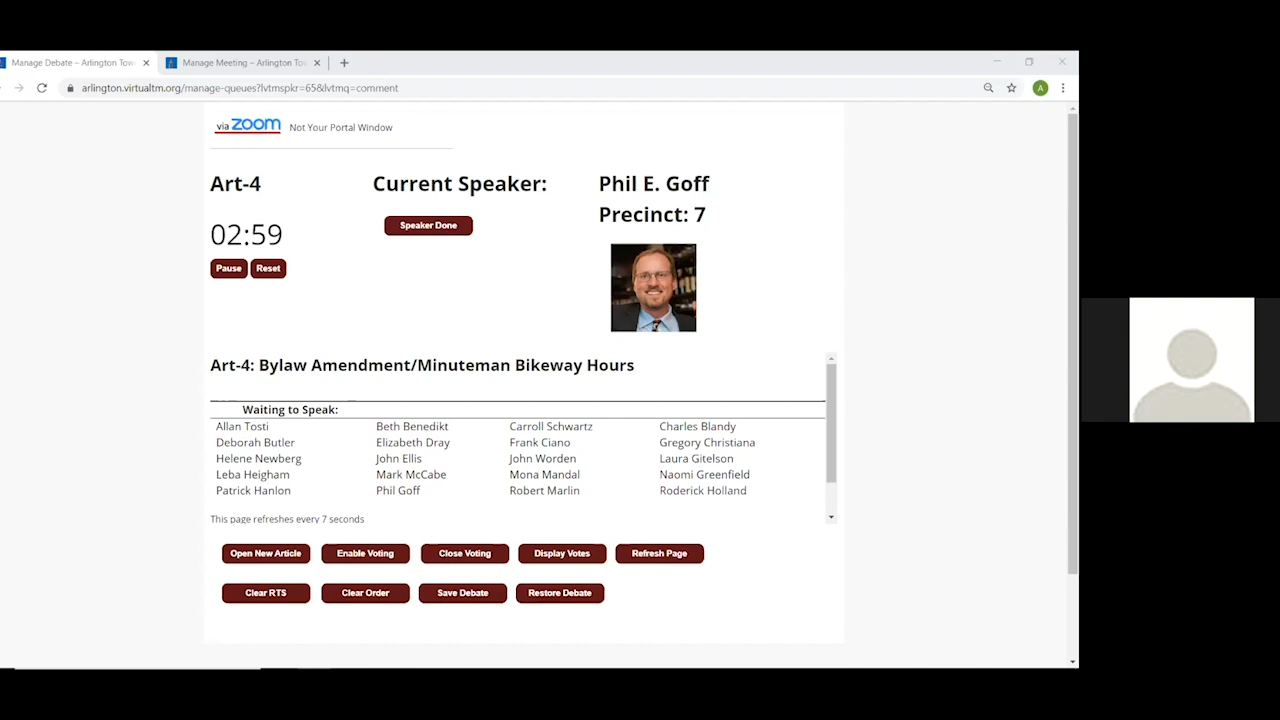 Manage Debate – Arlington Tow
Manage Meeting – Arlington Tow
arlington.virtualtm.org/manage-queues?lvtmspkr=65&lvtmq=comment
A
via zoom Not Your Portal Window
Art-4 Current Speaker: Phil E. Goff
Precinct: 7
Speaker Done
02:59
Pause Reset
Art-4: Bylaw Amendment/Minuteman Bikeway Hours
Waiting to Speak:
Allan Tosti Beth Benedikt Carroll Schwartz Charles Blandy
Deborah Butler Elizabeth Dray Frank Ciano Gregory Christiana
Helene Newberg John Ellis John Worden Laura Gitelson
Leba Heigham Mark McCabe Mona Mandal Naomi Greenfield
Patrick Hanlon Phil Goff Robert Marlin Roderick Holland
This page refreshes every 7 seconds
Open New Article Enable Voting Close Voting Display Votes Refresh Page
Clear RTS Clear Order Save Debate Restore Debate